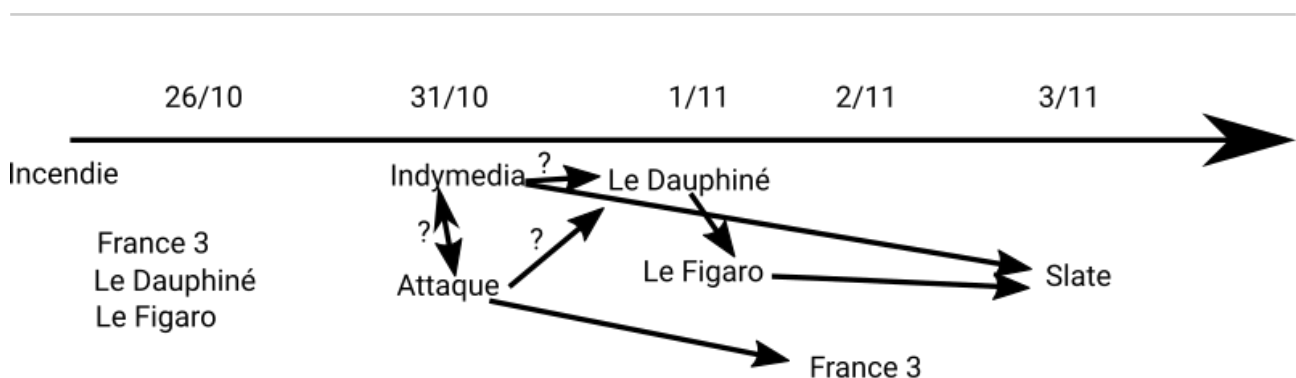 26/10 31/10 1/11 2/11 3/11
Incendie Indymedia ? Le Dauphiné
France 3
Le Dauphiné
Le Figaro
? ?
Attaque Le Figaro Slate
France 3